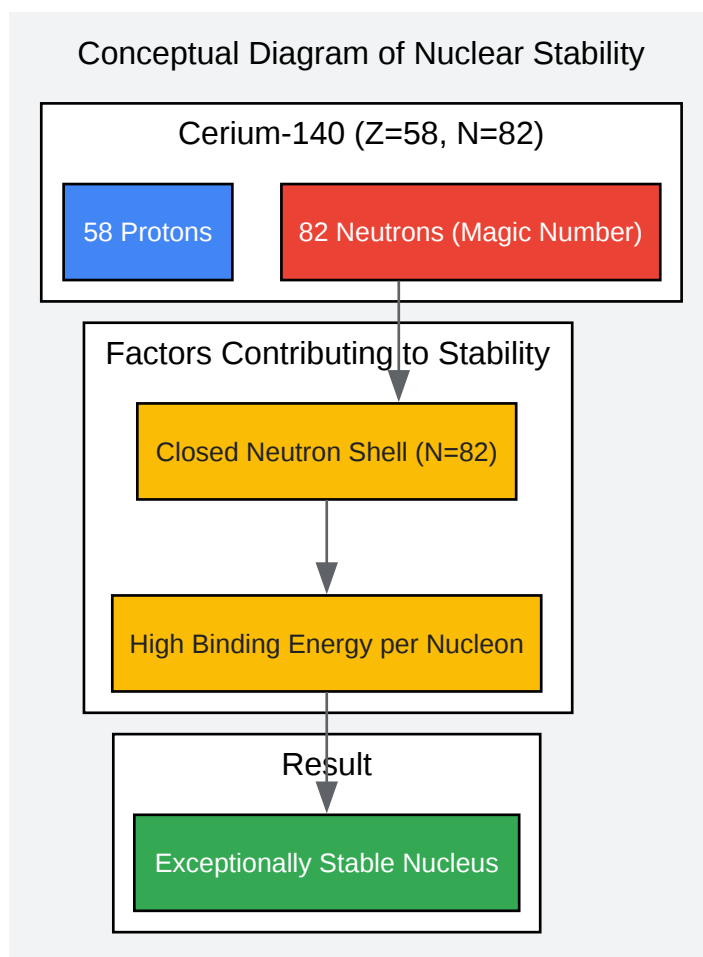 Conceptual Diagram of Nuclear Stability
Cerium-140 (Z=58, N=82)
58 Protons
82 Neutrons (Magic Number)
Factors Contributing to Stability
Closed Neutron Shell (N=82)
High Binding Energy per Nucleon
Result
Exceptionally Stable Nucleus